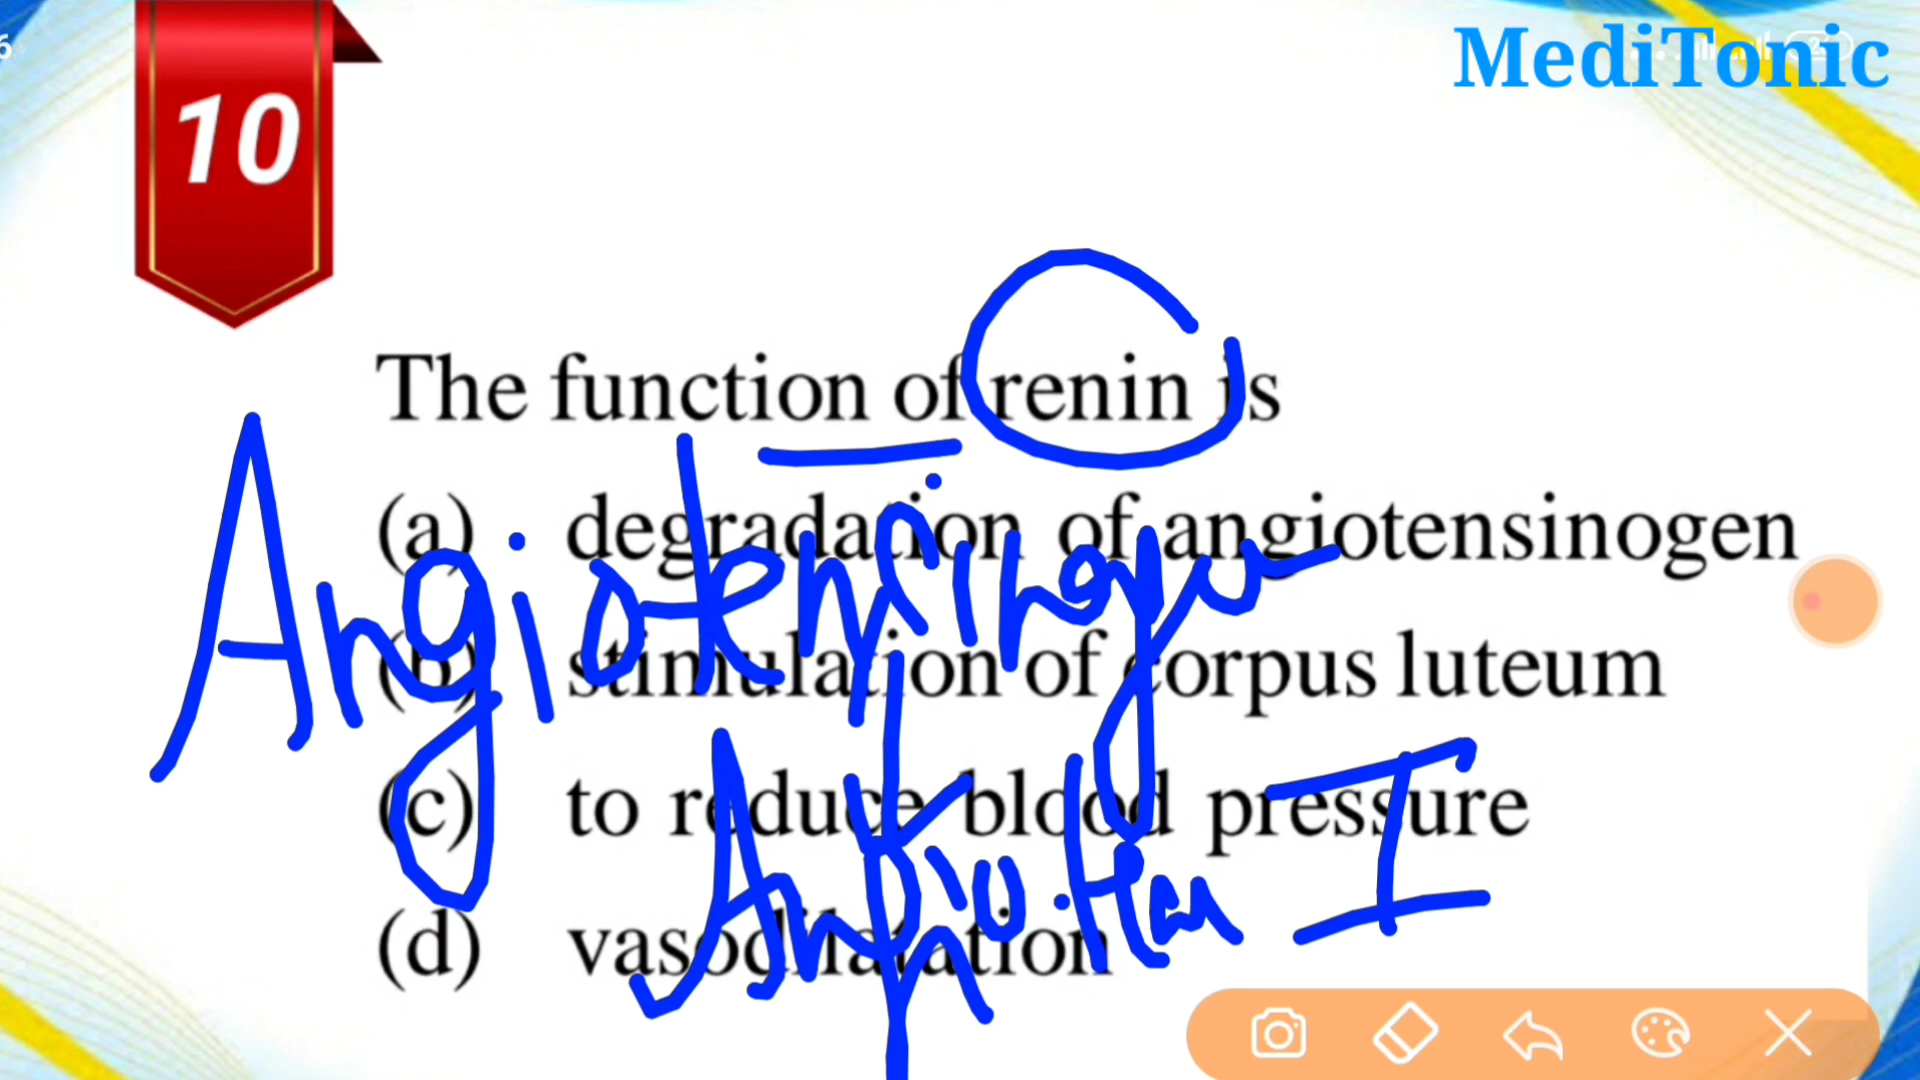 MediTonic
10
The function of renin is
(a) degradation of angiotensinogen
(b) stimulation of corpus luteum
(c) to reduce blood pressure
(d) vasodilatation
Angiotensinogen
I